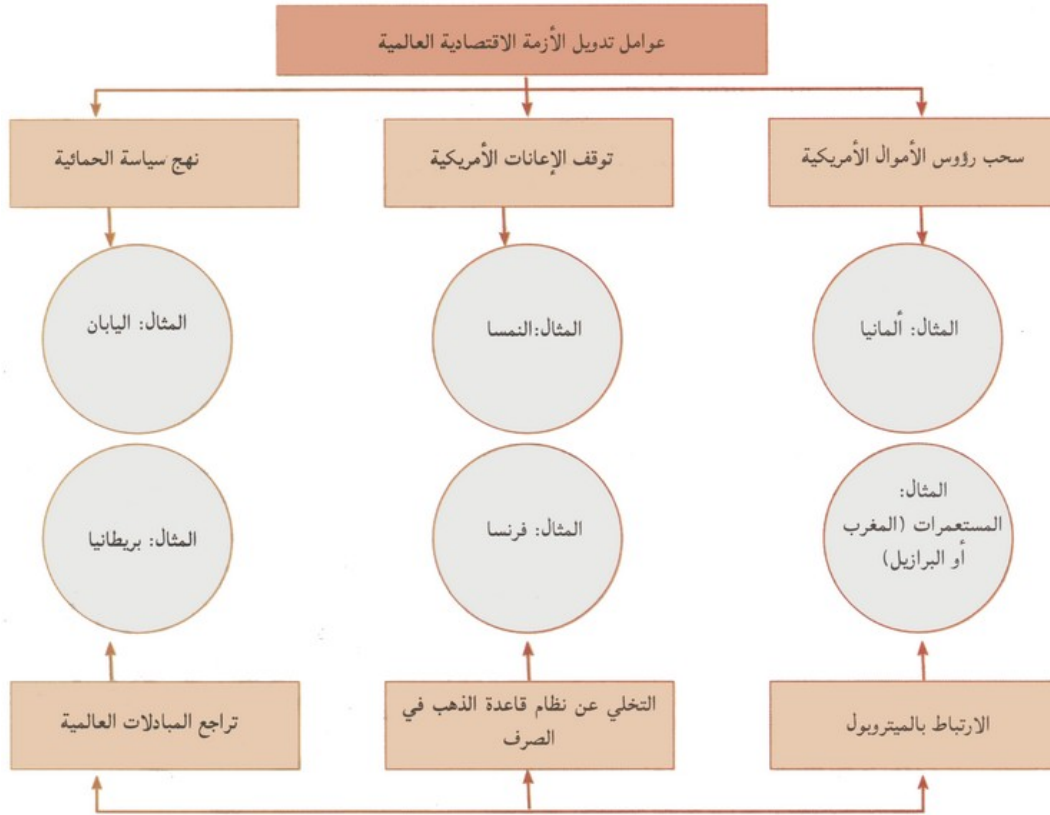 عوامل تدويل الأزمة الاقتصادية العالمية
سحب رؤوس الأموال الأمريكية
توقف الإعانات الأمريكية
نهج سياسة الحمائية
المثال: ألمانيا
المثال:النمسا
المثال: اليابان
المثال:
المستعمرات (المغرب
أو البرازيل)
المثال: فرنسا
المثال: بريطانيا
الارتباط بالميتروبول
التخلي عن نظام قاعدة الذهب في
الصرف
تراجع المبادلات العالمية